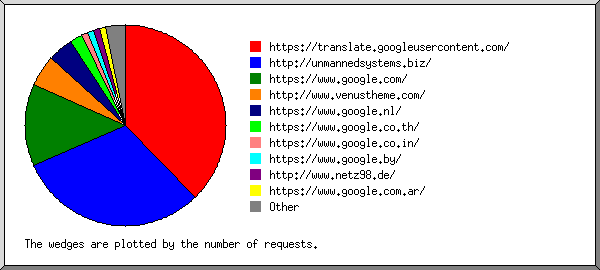 https://translate.googleusercontent.com/
http://unmannedsystems.biz/
https://www.google.com/
http://www.venustheme.com/
https://www.google.nl/
https://www.google.co.th/
https://www.google.co.in/
https://www.google.by/
http://www.netz98.de/
https://www.google.com.ar/
Other
The wedges are plotted by the number of requests.